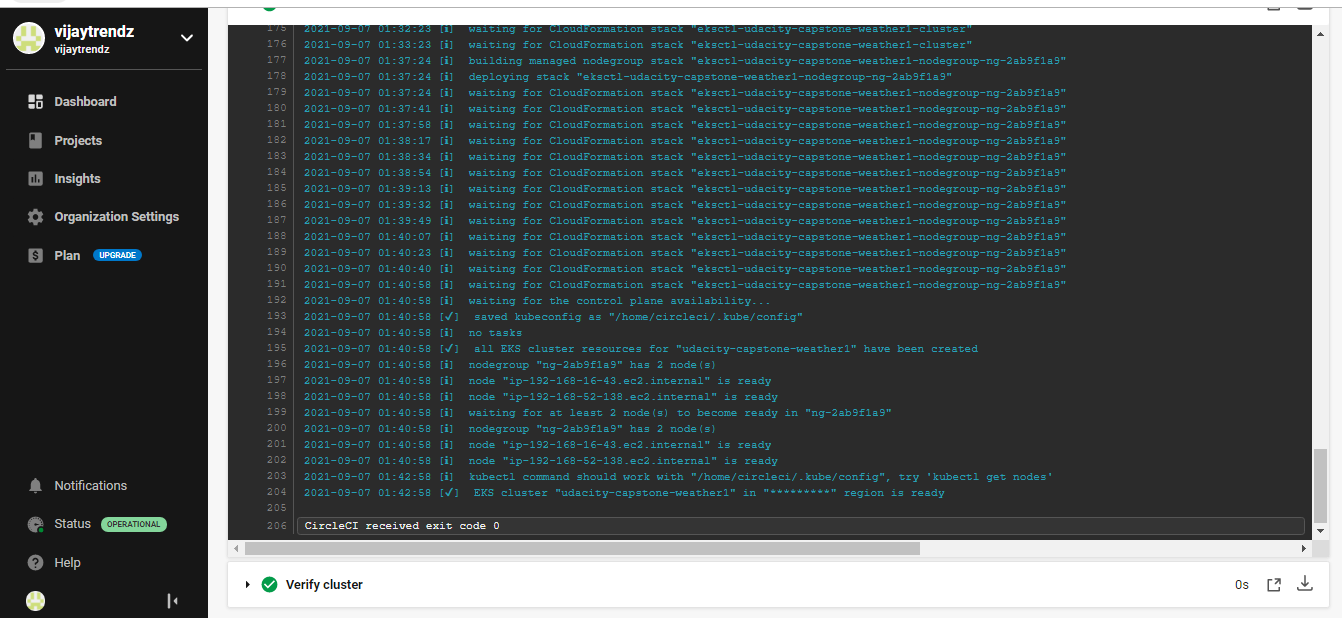 vijaytrendz
vijaytrendz
Dashboard
Projects
Insights
Organization Settings
Plan UPGRADE
Notifications
Status OPERATIONAL
Help
175 2021-09-07 01:32:23 [ℹ] waiting for CloudFormation stack "eksctl-udacity-capstone-weather1-cluster"
176 2021-09-07 01:33:23 [ℹ] waiting for CloudFormation stack "eksctl-udacity-capstone-weather1-cluster"
177 2021-09-07 01:37:24 [ℹ] building managed nodegroup stack "eksctl-udacity-capstone-weather1-nodegroup-ng-2ab9f1a9"
178 2021-09-07 01:37:24 [ℹ] deploying stack "eksctl-udacity-capstone-weather1-nodegroup-ng-2ab9f1a9"
179 2021-09-07 01:37:24 [ℹ] waiting for CloudFormation stack "eksctl-udacity-capstone-weather1-nodegroup-ng-2ab9f1a9"
180 2021-09-07 01:37:41 [ℹ] waiting for CloudFormation stack "eksctl-udacity-capstone-weather1-nodegroup-ng-2ab9f1a9"
181 2021-09-07 01:37:58 [ℹ] waiting for CloudFormation stack "eksctl-udacity-capstone-weather1-nodegroup-ng-2ab9f1a9"
182 2021-09-07 01:38:17 [ℹ] waiting for CloudFormation stack "eksctl-udacity-capstone-weather1-nodegroup-ng-2ab9f1a9"
183 2021-09-07 01:38:34 [ℹ] waiting for CloudFormation stack "eksctl-udacity-capstone-weather1-nodegroup-ng-2ab9f1a9"
184 2021-09-07 01:38:54 [ℹ] waiting for CloudFormation stack "eksctl-udacity-capstone-weather1-nodegroup-ng-2ab9f1a9"
185 2021-09-07 01:39:13 [ℹ] waiting for CloudFormation stack "eksctl-udacity-capstone-weather1-nodegroup-ng-2ab9f1a9"
186 2021-09-07 01:39:32 [ℹ] waiting for CloudFormation stack "eksctl-udacity-capstone-weather1-nodegroup-ng-2ab9f1a9"
187 2021-09-07 01:39:49 [ℹ] waiting for CloudFormation stack "eksctl-udacity-capstone-weather1-nodegroup-ng-2ab9f1a9"
188 2021-09-07 01:40:07 [ℹ] waiting for CloudFormation stack "eksctl-udacity-capstone-weather1-nodegroup-ng-2ab9f1a9"
189 2021-09-07 01:40:23 [ℹ] waiting for CloudFormation stack "eksctl-udacity-capstone-weather1-nodegroup-ng-2ab9f1a9"
190 2021-09-07 01:40:40 [ℹ] waiting for CloudFormation stack "eksctl-udacity-capstone-weather1-nodegroup-ng-2ab9f1a9"
191 2021-09-07 01:40:58 [ℹ] waiting for CloudFormation stack "eksctl-udacity-capstone-weather1-nodegroup-ng-2ab9f1a9"
192 2021-09-07 01:40:58 [ℹ] waiting for the control plane availability...
193 2021-09-07 01:40:58 [✓] saved kubeconfig as "/home/circleci/.kube/config"
194 2021-09-07 01:40:58 [ℹ] no tasks
195 2021-09-07 01:40:58 [✓] all EKS cluster resources for "udacity-capstone-weather1" have been created
196 2021-09-07 01:40:58 [ℹ] nodegroup "ng-2ab9f1a9" has 2 node(s)
197 2021-09-07 01:40:58 [ℹ] node "ip-192-168-16-43.ec2.internal" is ready
198 2021-09-07 01:40:58 [ℹ] node "ip-192-168-52-138.ec2.internal" is ready
199 2021-09-07 01:40:58 [ℹ] waiting for at least 2 node(s) to become ready in "ng-2ab9f1a9"
200 2021-09-07 01:40:58 [ℹ] nodegroup "ng-2ab9f1a9" has 2 node(s)
201 2021-09-07 01:40:58 [ℹ] node "ip-192-168-16-43.ec2.internal" is ready
202 2021-09-07 01:40:58 [ℹ] node "ip-192-168-52-138.ec2.internal" is ready
203 2021-09-07 01:42:58 [ℹ] kubectl command should work with "/home/circleci/.kube/config", try 'kubectl get nodes'
204 2021-09-07 01:42:58 [✓] EKS cluster "udacity-capstone-weather1" in "*********" region is ready
205
206 CircleCI received exit code 0
Verify cluster 0s